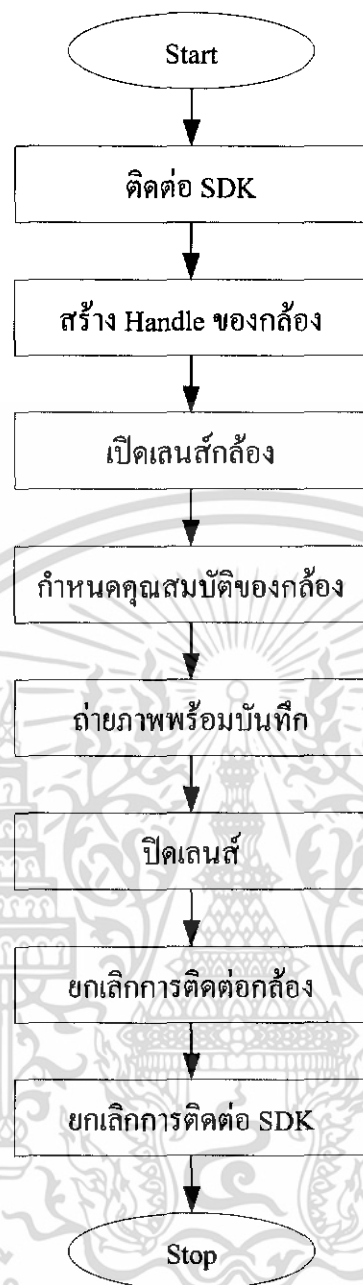 Start
ติดต่อ SDK
สร้าง Handle ของกล้อง
เปิดเลนส์กล้อง
กำหนดคุณสมบัติของกล้อง
ถ่ายภาพพร้อมบันทึก
ปิดเลนส์
ยกเลิกการติดต่อกล้อง
ยกเลิกการติดต่อ SDK
Stop